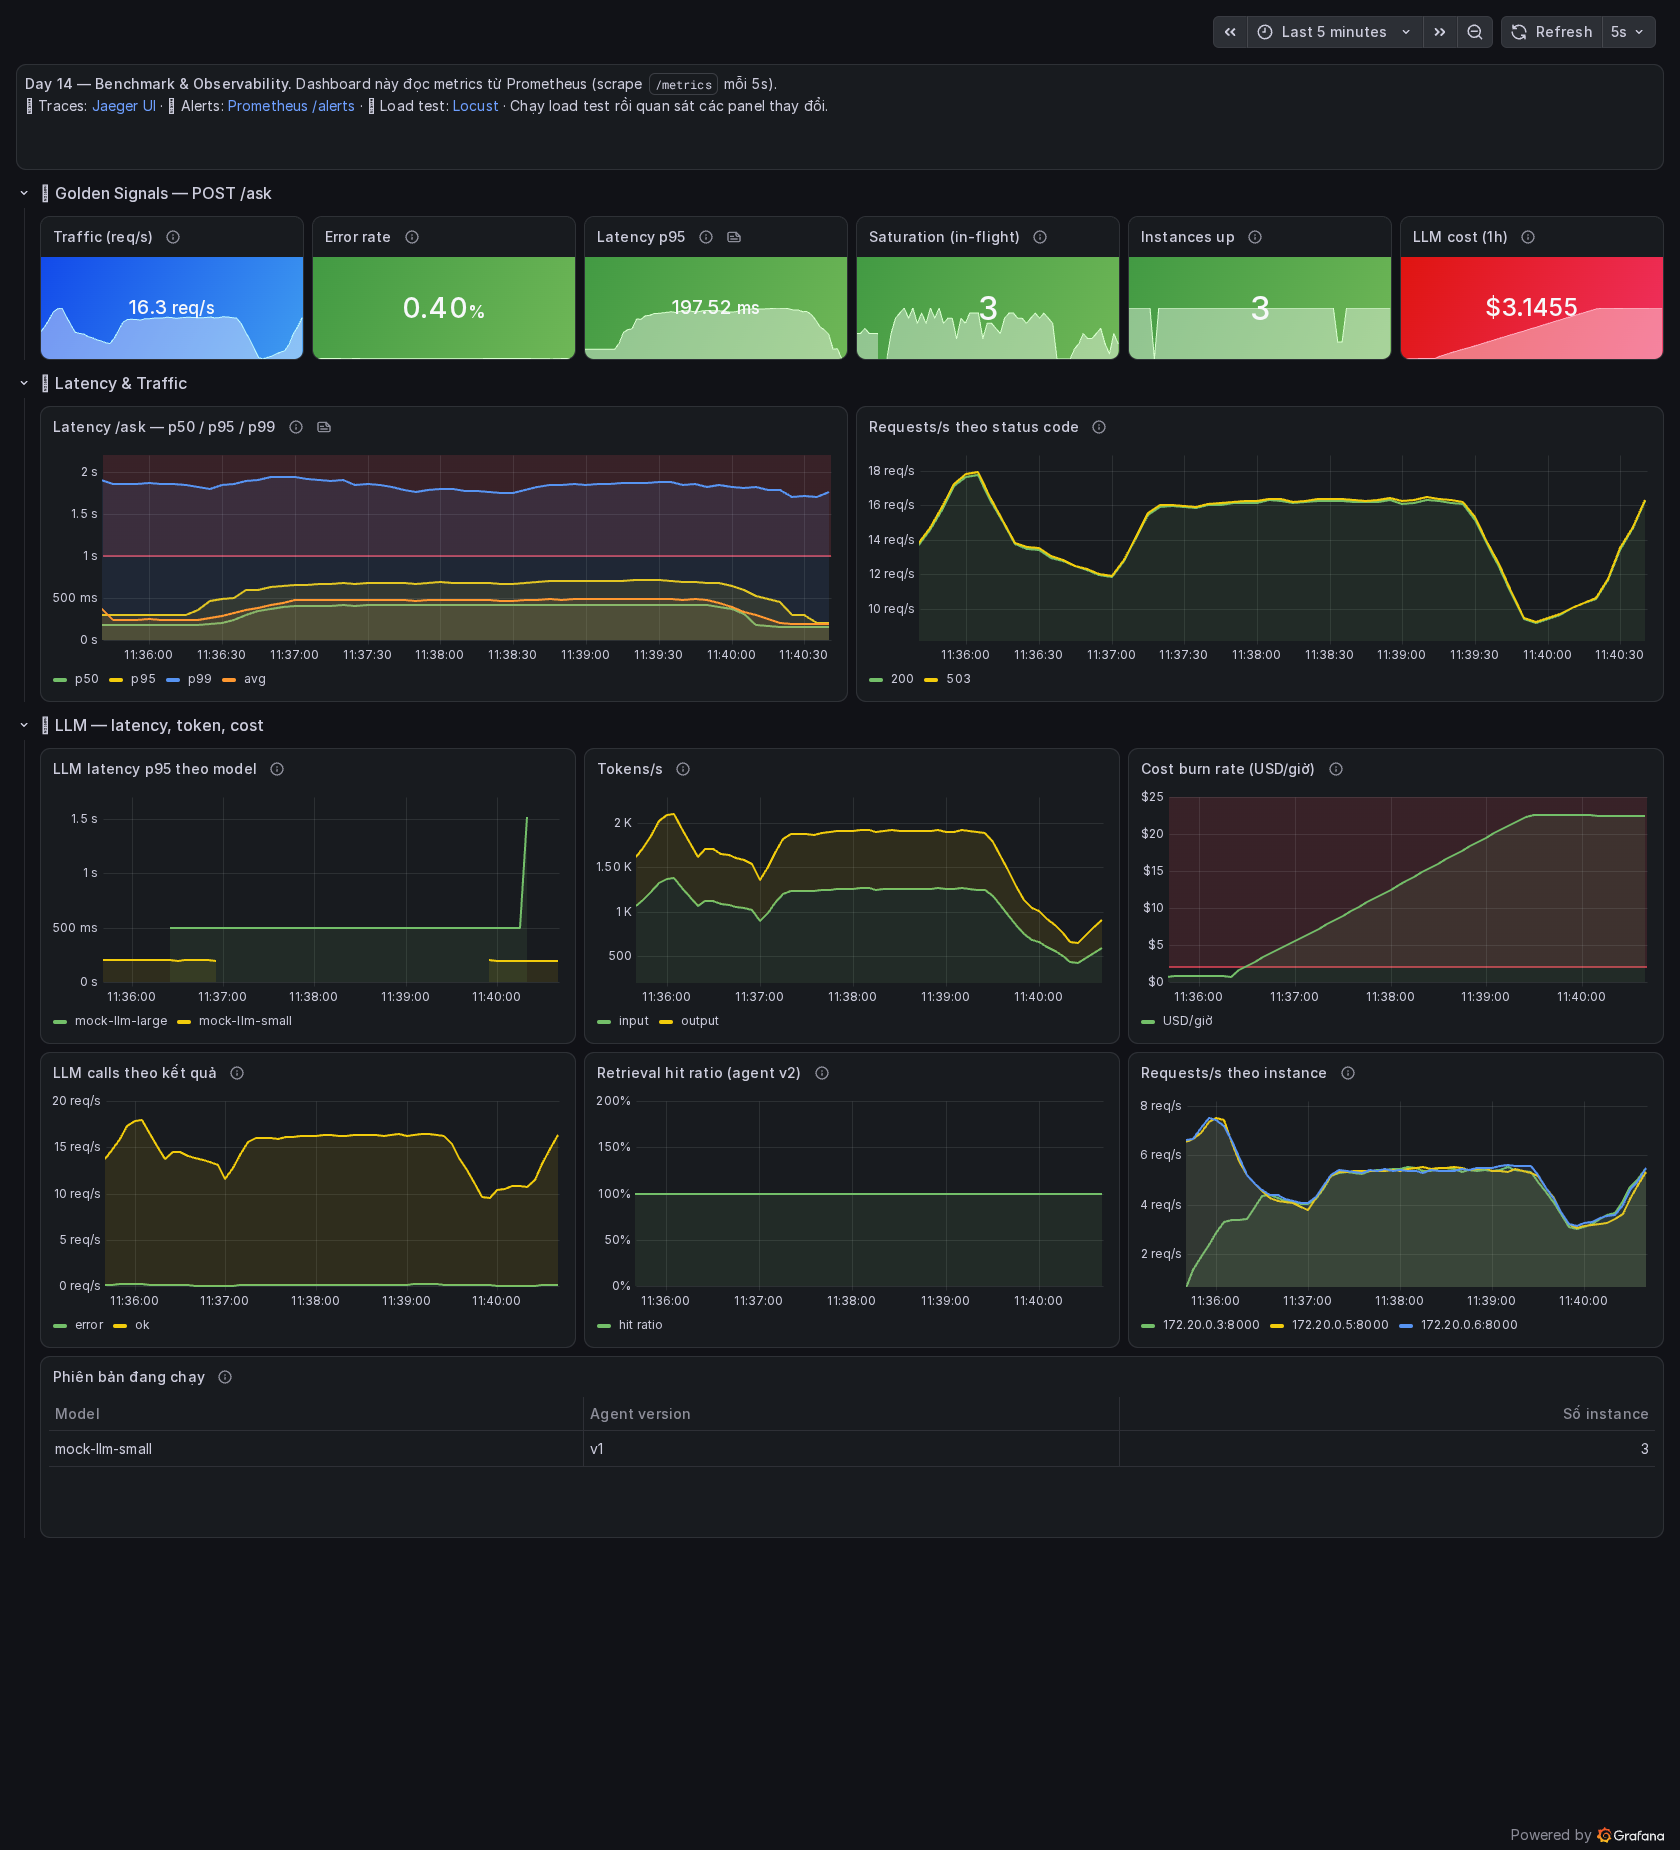 Last 5 minutes Refresh 5s
Day 14 — Benchmark & Observability. Dashboard này đọc metrics từ Prometheus (scrape /metrics mỗi 5s).
Traces: Jaeger UI · Alerts: Prometheus /alerts · Load test: Locust · Chạy load test rồi quan sát các panel thay đổi.
Golden Signals — POST /ask
Traffic (req/s)
16.3 req/s
Error rate
0.40%
Latency p95
197.52 ms
Saturation (in-flight)
3
Instances up
3
LLM cost (1h)
$3.1455
Latency & Traffic
Latency /ask — p50 / p95 / p99
2 s
1.5 s
1 s
500 ms
0 s
11:36:00 11:36:30 11:37:00 11:37:30 11:38:00 11:38:30 11:39:00 11:39:30 11:40:00 11:40:30
p50 p95 p99 avg
Requests/s theo status code
18 req/s
16 req/s
14 req/s
12 req/s
10 req/s
11:36:00 11:36:30 11:37:00 11:37:30 11:38:00 11:38:30 11:39:00 11:39:30 11:40:00 11:40:30
200 503
LLM — latency, token, cost
LLM latency p95 theo model
1.5 s
1 s
500 ms
0 s
11:36:00 11:37:00 11:38:00 11:39:00 11:40:00
mock-llm-large mock-llm-small
Tokens/s
2 K
1.50 K
1 K
500
11:36:00 11:37:00 11:38:00 11:39:00 11:40:00
input output
Cost burn rate (USD/giờ)
$25
$20
$15
$10
$5
$0
11:36:00 11:37:00 11:38:00 11:39:00 11:40:00
USD/giờ
LLM calls theo kết quả
20 req/s
15 req/s
10 req/s
5 req/s
0 req/s
11:36:00 11:37:00 11:38:00 11:39:00 11:40:00
error ok
Retrieval hit ratio (agent v2)
200%
150%
100%
50%
0%
11:36:00 11:37:00 11:38:00 11:39:00 11:40:00
hit ratio
Requests/s theo instance
8 req/s
6 req/s
4 req/s
2 req/s
11:36:00 11:37:00 11:38:00 11:39:00 11:40:00
172.20.0.3:8000 172.20.0.5:8000 172.20.0.6:8000
Phiên bản đang chạy
Model Agent version Số instance
mock-llm-small v1 3
Powered by Grafana